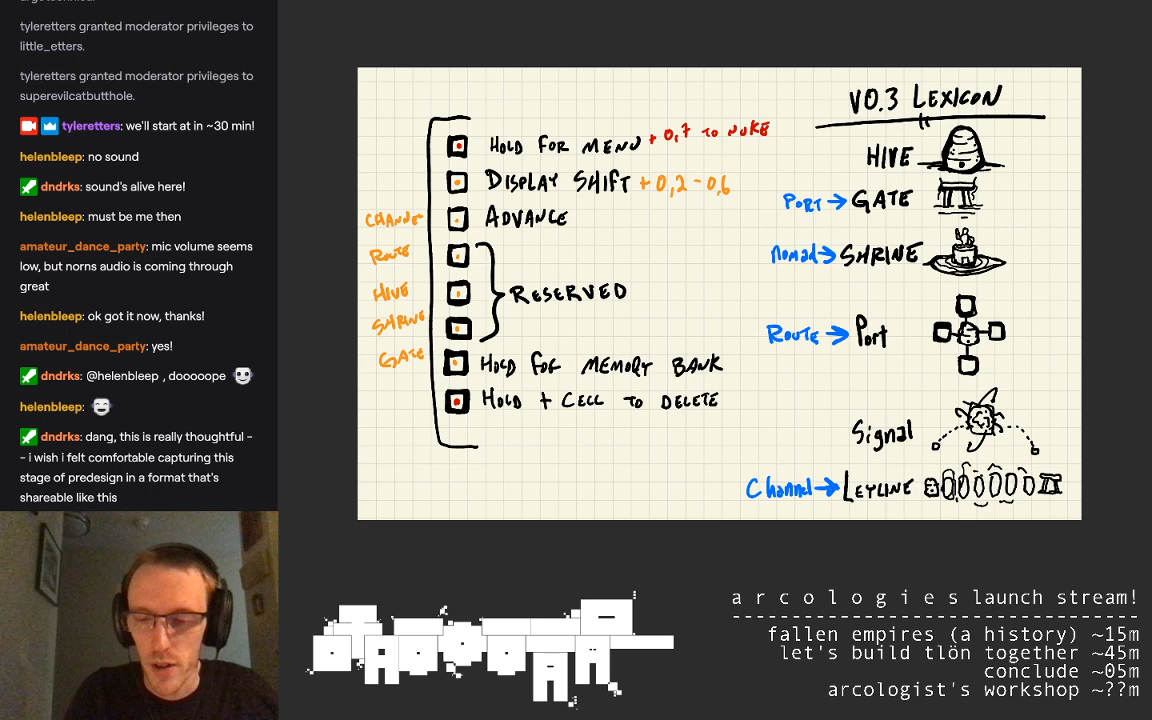 tyleretters granted moderator privileges to
little_etters.
tyleretters granted moderator privileges to
superevilcatbutthole.
tyleretters: we'll start at in ~30 min!
helenbleep: no sound
dndrks: sound's alive here!
helenbleep: must be me then
amateur_dance_party: mic volume seems
low, but norns audio is coming through
great
helenbleep: ok got it now, thanks!
amateur_dance_party: yes!
dndrks: @helenbleep , dooooope
helenbleep:
dndrks: dang, this is really thoughtful –
– i wish i felt comfortable capturing this
stage of predesign in a format that's
shareable like this
HOLD FOR MENU + 0,7 TO NUKE
DISPLAY SHIFT + 0,2 - 0,6
CHANGE ADVANCE
ROUTE
HIVE RESERVED
SHRINE
GATE HOLD FOR MEMORY BANK
HOLD + CELL TO DELETE
V0.3 LEXICON
HIVE
PORT → GATE
Nomad → SHRINE
ROUTE → Port
Signal
Channel → LEYLINE
arcologies launch stream!
fallen empires (a history) ~15m
let's build tlön together ~45m
conclude ~05m
arcologist's workshop ~??m